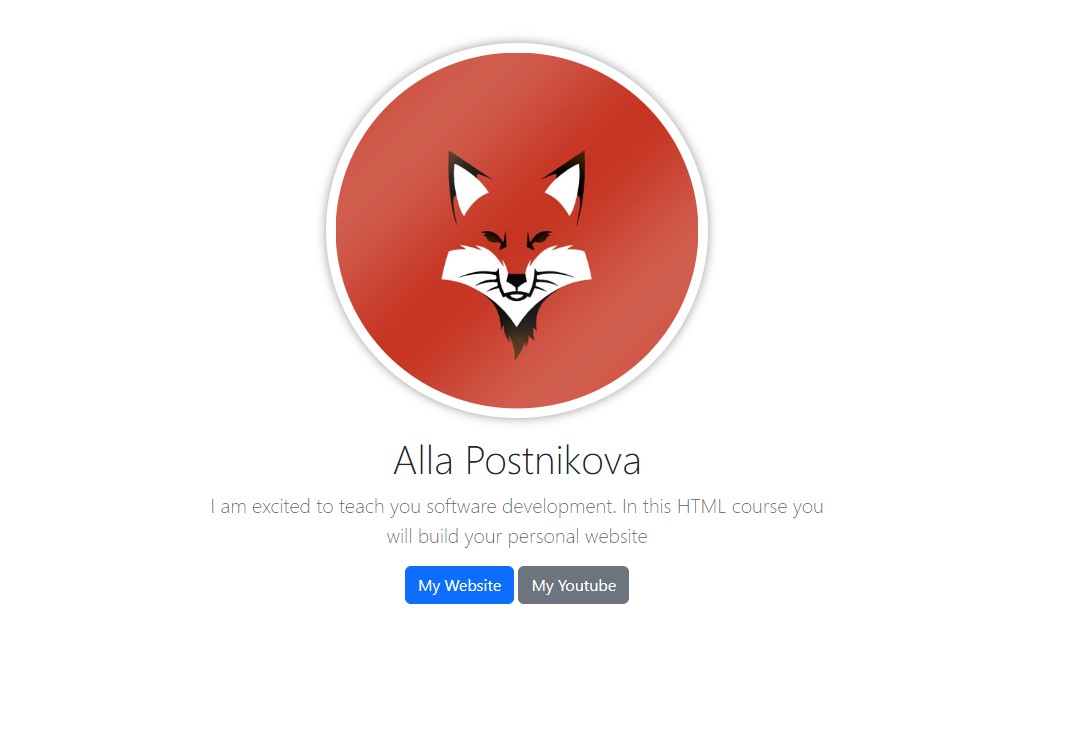 Alla Postnikova
I am excited to teach you software development. In this HTML course you
will build your personal website
My Website My Youtube